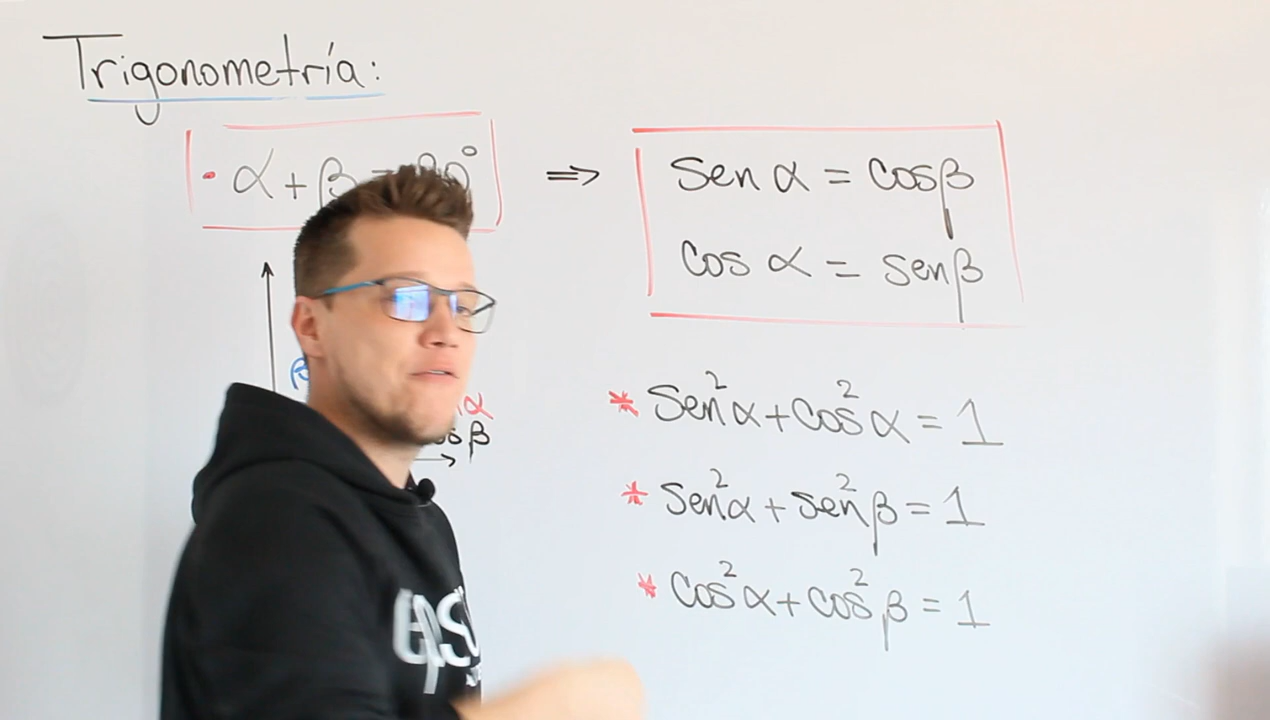 Trigonometría:
• α + β = 90° ⇒ Sen α = Cos β
Cos α = sen β
β
α
β
* Sen²α + Cos²α = 1
* Sen²α + sen²β = 1
* Cos²α + cos²β = 1